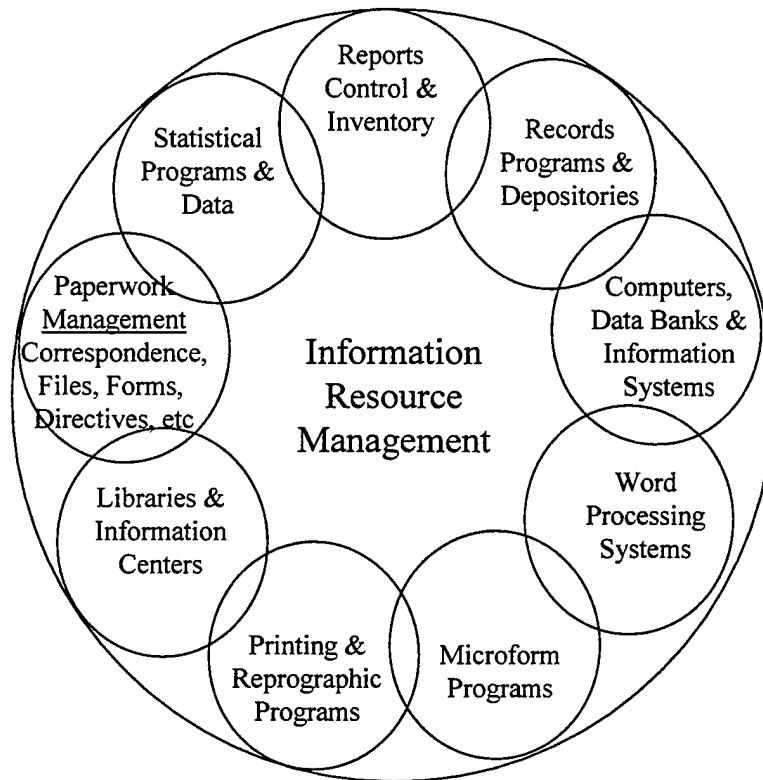 Reports
Control &
Inventory
Records
Programs &
Depositories
Computers,
Data Banks &
Information
Systems
Word
Processing
Systems
Microform
Programs
Printing &
Reprographic
Programs
Libraries &
Information
Centers
Paperwork
Management
Correspondence,
Files, Forms,
Directives, etc
Statistical
Programs &
Data
Information
Resource
Management